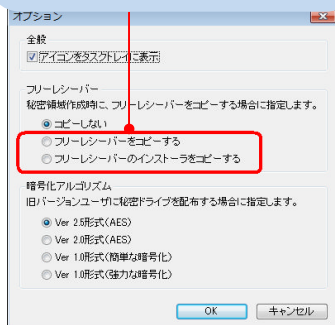 オプション
全般
アイコンをタスクトレイに表示
フリーレシーバー
秘密領域作成時に、フリーレシーバーをコピーする場合に指定します。
コピーしない
フリーレシーバーをコピーする
フリーレシーバーのインストーラをコピーする
暗号化アルゴリズム
旧バージョンユーザに秘密ドライブを配布する場合に指定します。
Ver 2.5形式(AES)
Ver 2.0形式(AES)
Ver 1.0形式(簡単な暗号化)
Ver 1.0形式(強力な暗号化)
OK キャンセル